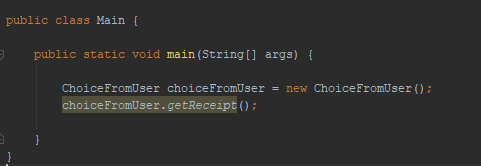 public class Main {
public static void main(String[] args) {
ChoiceFromUser choiceFromUser = new ChoiceFromUser();
choiceFromUser.getReceipt();
}
}